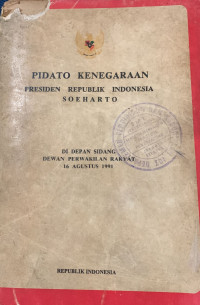 PIDATO KENEGARAAN
PRESIDEN REPUBLIK INDONESIA
SOEHARTO
DI DEPAN SIDANG
DEWAN PERWAKILAN RAKYAT
16 AGUSTUS 1991
REPUBLIK INDONESIA